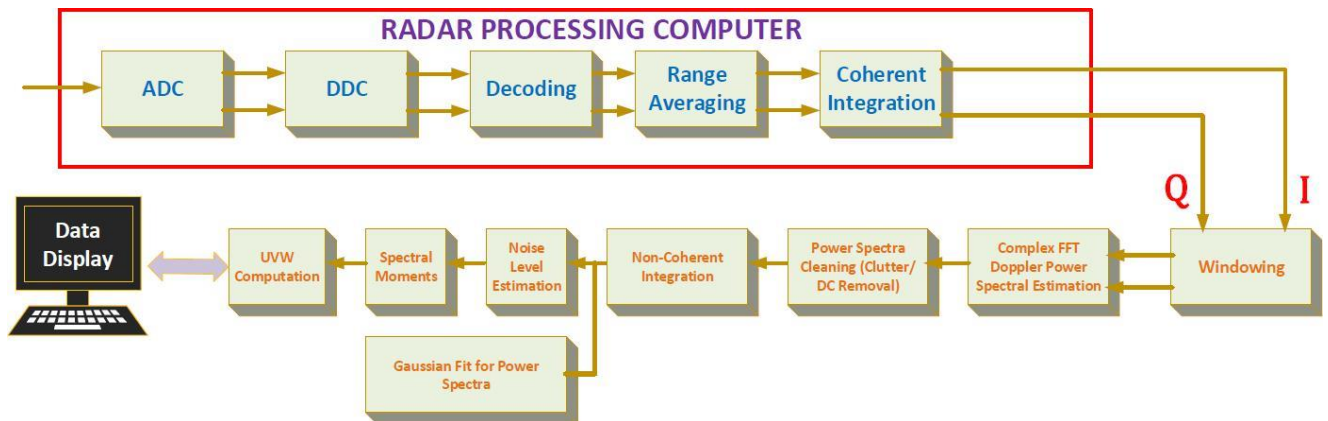 RADAR PROCESSING COMPUTER
ADC
DDC
Decoding
Range
Averaging
Coherent
Integration
Q
I
Data
Display
UVW
Computation
Spectral
Moments
Noise
Level
Estimation
Non-Coherent
Integration
Power Spectra
Cleaning (Clutter/
DC Removal)
Complex FFT
Doppler Power
Spectral Estimation
Windowing
Gaussian Fit for Power
Spectra